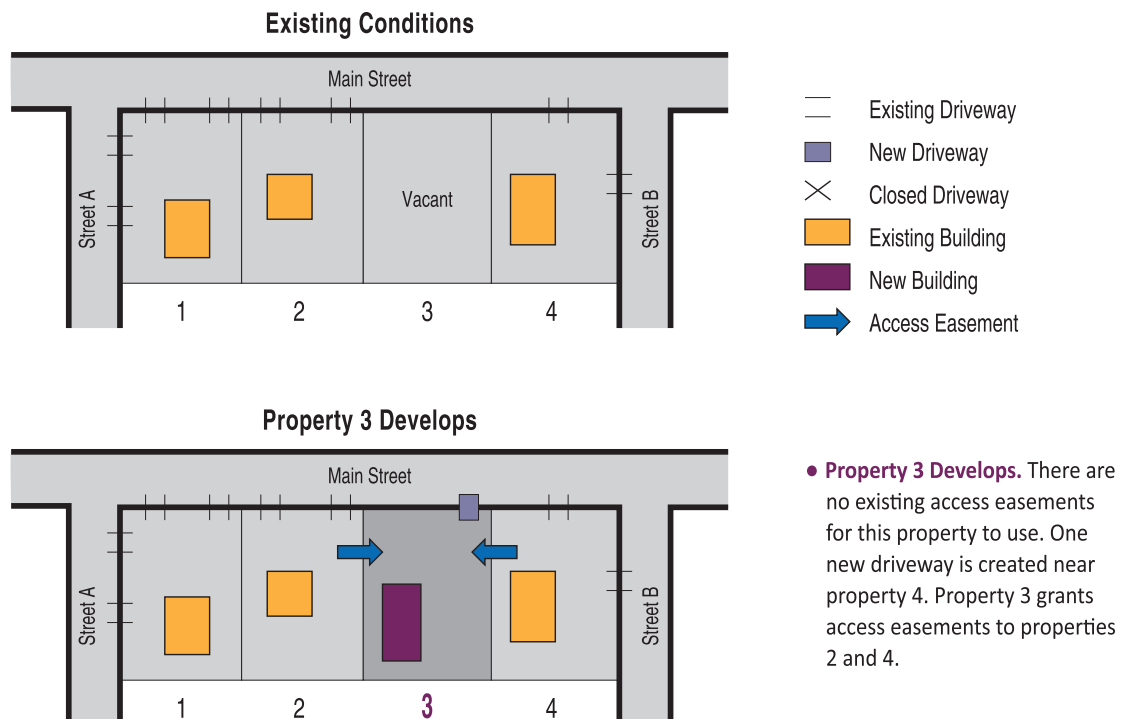 Existing Conditions
Main Street
Street A
Vacant
Street B
1
2
3
4
Existing Driveway
New Driveway
Closed Driveway
Existing Building
New Building
Access Easement
Property 3 Develops
Main Street
Street A
Street B
1
2
3
4
• Property 3 Develops. There are
no existing access easements
for this property to use. One
new driveway is created near
property 4. Property 3 grants
access easements to properties
2 and 4.